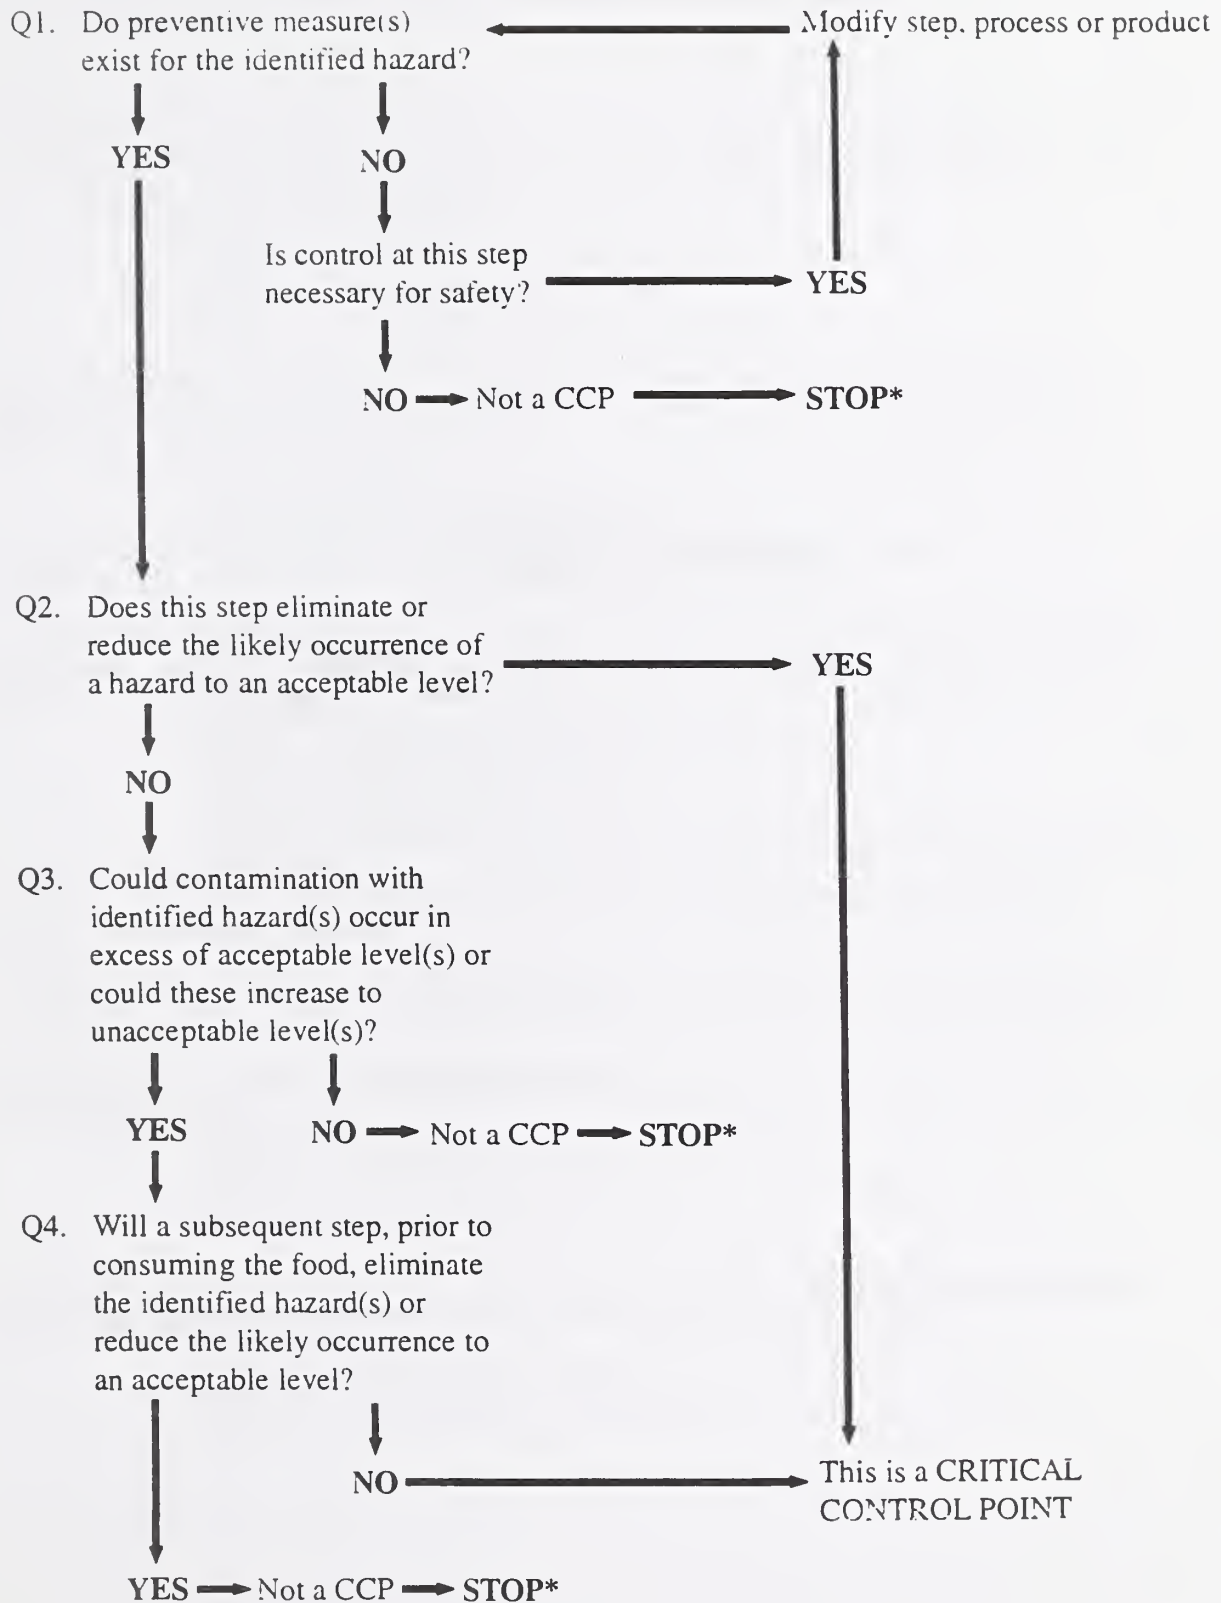 Q1. Do preventive measure(s)
exist for the identified hazard?
Modify step, process or product
YES
NO
Is control at this step
necessary for safety?
YES
NO
Not a CCP
STOP*
Q2. Does this step eliminate or
reduce the likely occurrence of
a hazard to an acceptable level?
YES
NO
Q3. Could contamination with
identified hazard(s) occur in
excess of acceptable level(s) or
could these increase to
unacceptable level(s)?
YES
NO
Not a CCP
STOP*
Q4. Will a subsequent step, prior to
consuming the food, eliminate
the identified hazard(s) or
reduce the likely occurrence to
an acceptable level?
NO
This is a CRITICAL
CONTROL POINT
YES
Not a CCP
STOP*